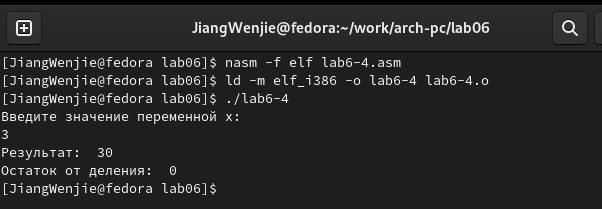 JiangWenjie@fedora:~/work/arch-pc/lab06
[JiangWenjie@fedora lab06]$ nasm -f elf lab6-4.asm
[JiangWenjie@fedora lab06]$ ld -m elf_i386 -o lab6-4 lab6-4.o
[JiangWenjie@fedora lab06]$ ./lab6-4
Введите значение переменной x:
3
Результат:  30
Остаток от деления:  0
[JiangWenjie@fedora lab06]$